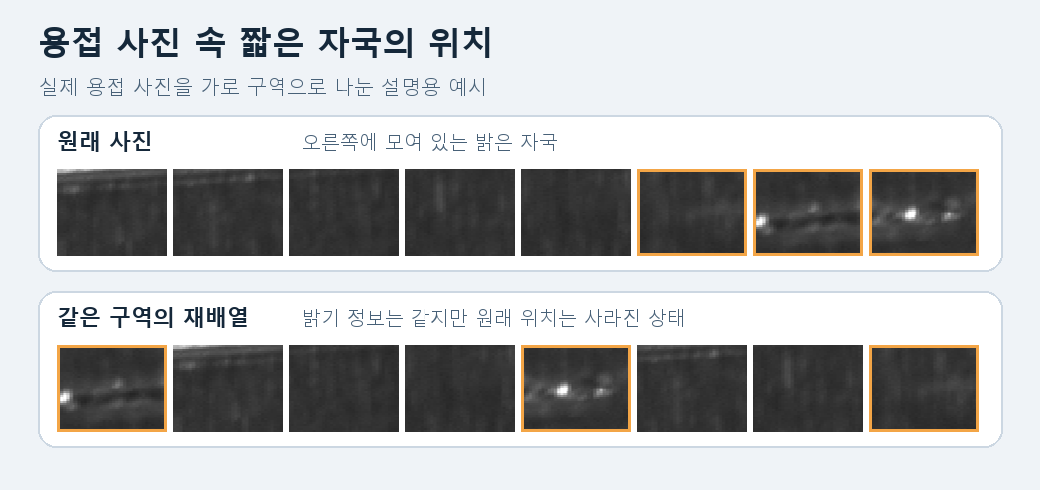 용접 사진 속 짧은 자국의 위치
실제 용접 사진을 가로 구역으로 나눈 설명용 예시
원래 사진
오른쪽에 모여 있는 밝은 자국
같은 구역의 재배열
밝기 정보는 같지만 원래 위치는 사라진 상태